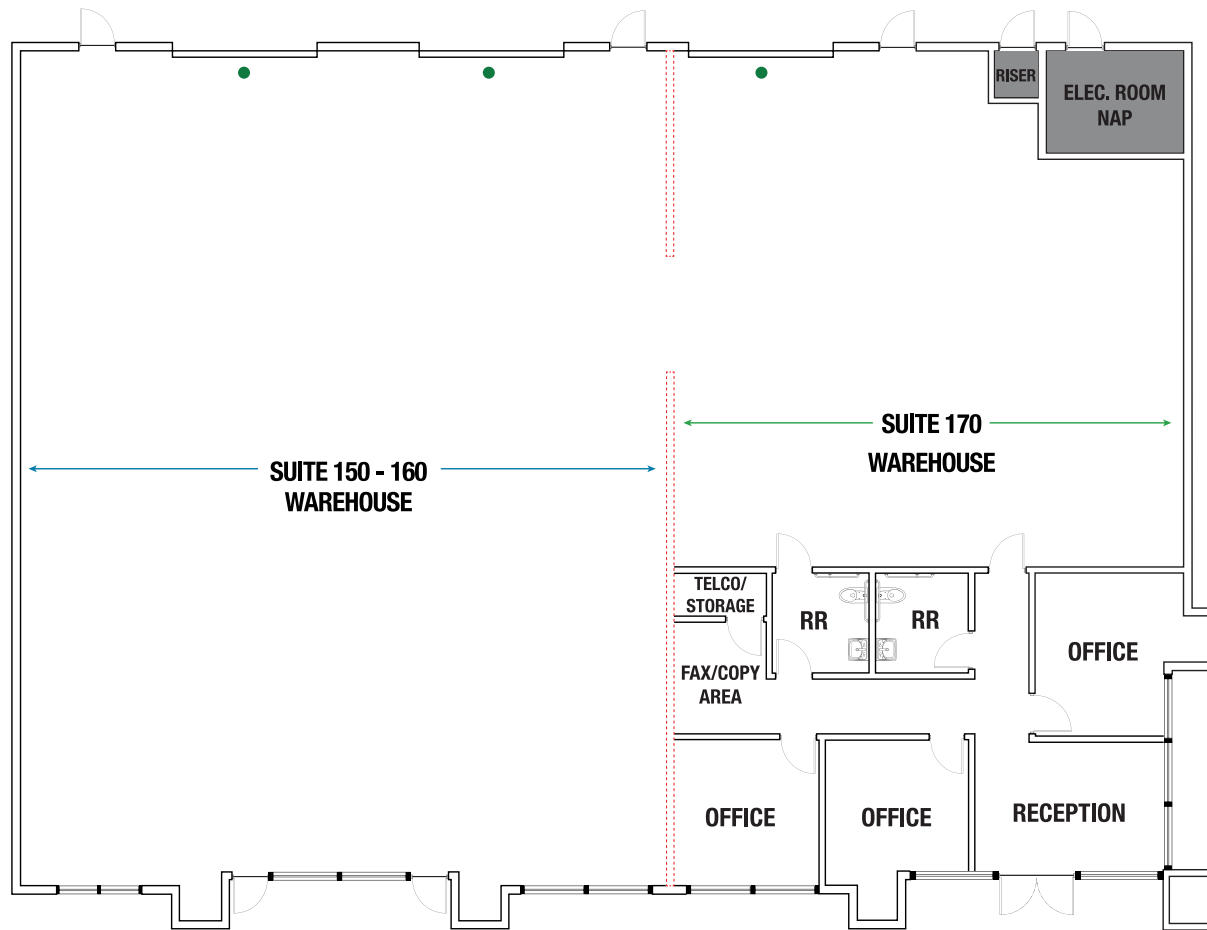 RISER
ELEC. ROOM
NAP
SUITE 170
WAREHOUSE
SUITE 150 - 160
WAREHOUSE
TELCO/
STORAGE
RR
RR
OFFICE
FAX/COPY
AREA
OFFICE
OFFICE
RECEPTION